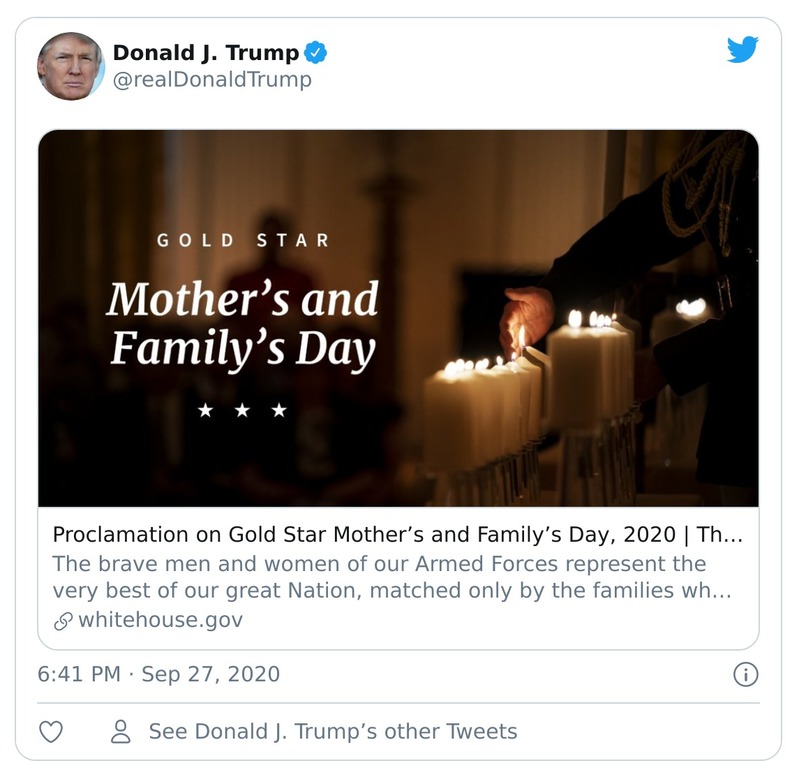 Donald J. Trump
@realDonaldTrump
GOLD STAR
Mother’s and
Family’s Day
Proclamation on Gold Star Mother’s and Family’s Day, 2020 | Th…
The brave men and women of our Armed Forces represent the
very best of our great Nation, matched only by the families wh…
whitehouse.gov
6:41 PM · Sep 27, 2020
See Donald J. Trump’s other Tweets